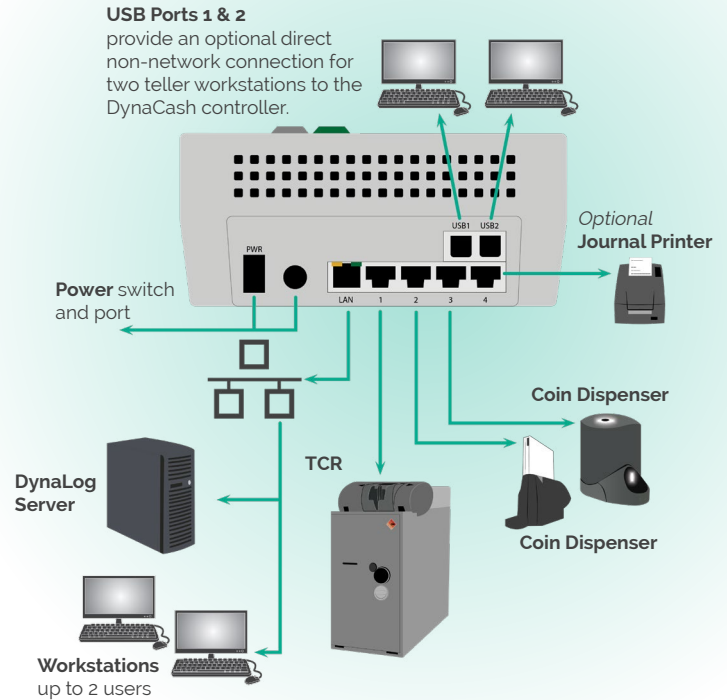 USB Ports 1 & 2
provide an optional direct
non-network connection for
two teller workstations to the
DynaCash controller.
USB1 USB2
Optional
Journal Printer
PWR
Power switch
and port
LAN 1 2 3 4
Coin Dispenser
TCR
DynaLog
Server
Coin Dispenser
Workstations
up to 2 users